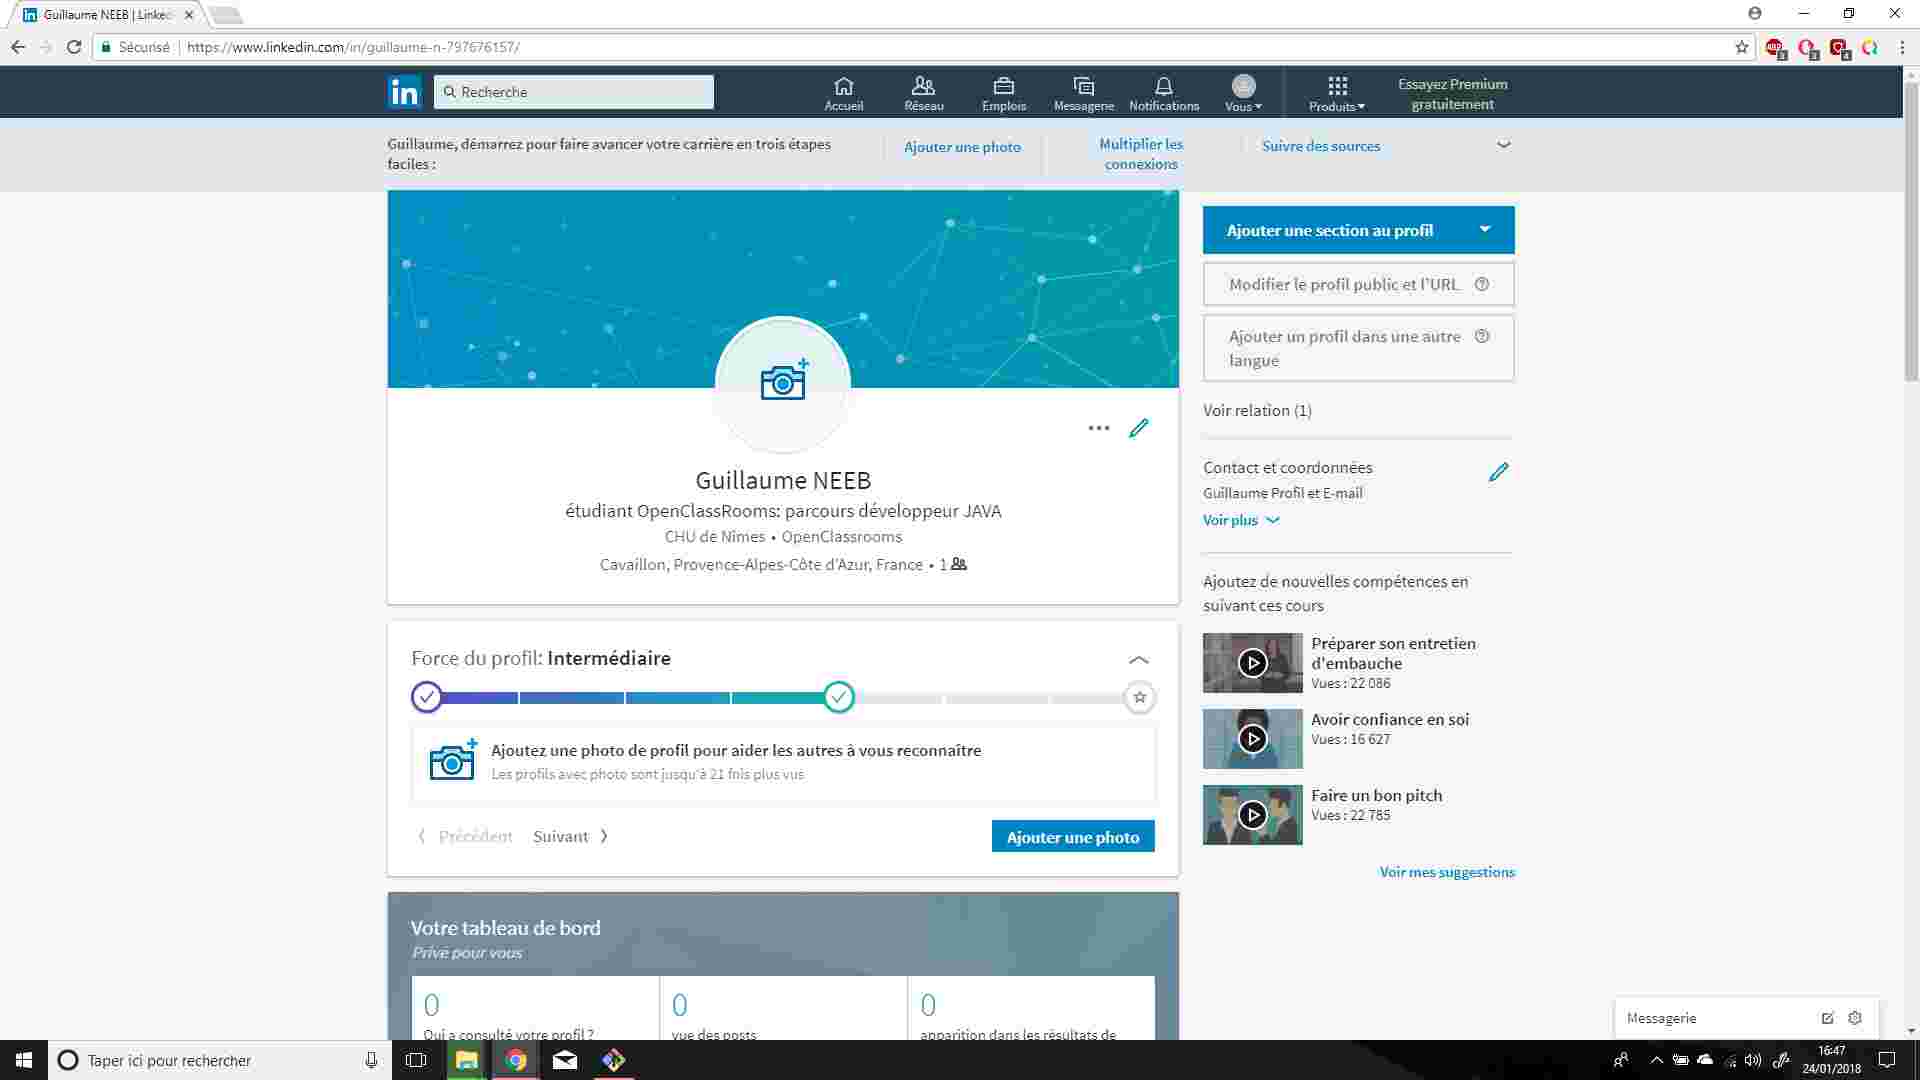 Guillaume NEEB | Linked
Sécurisé
https://www.linkedin.com/in/guillaume-n-797676157/
in
Recherche
Accueil
Réseau
Emplois
Messagerie
Notifications
Vous
Produits
Essayez Premium
gratuitement
Guillaume, démarrez pour faire avancer votre carrière en trois étapes
faciles :
Ajouter une photo
Multiplier les
connexions
Suivre des sources
Ajouter une section au profil
Modifier le profil public et l'URL
Ajouter un profil dans une autre
langue
Voir relation (1)
Contact et coordonnées
Guillaume Profil et E-mail
Voir plus
Guillaume NEEB
étudiant OpenClassRooms: parcours développeur JAVA
CHU de Nîmes • OpenClassrooms
Cavaillon, Provence-Alpes-Côte d'Azur, France • 1
Ajoutez de nouvelles compétences en
suivant ces cours
Préparer son entretien
d'embauche
Vues : 22 086
Avoir confiance en soi
Vues : 16 627
Faire un bon pitch
Vues : 22 785
Voir mes suggestions
Force du profil: Intermédiaire
Ajoutez une photo de profil pour aider les autres à vous reconnaître
Les profils avec photo sont jusqu'à 21 fois plus vus
Précédent
Suivant
Ajouter une photo
Votre tableau de bord
Privé pour vous
0
0
0
Qui a consulté votre profil ?
vue des posts
apparition dans les résultats de
Messagerie
Taper ici pour rechercher
16:47
24/01/2018